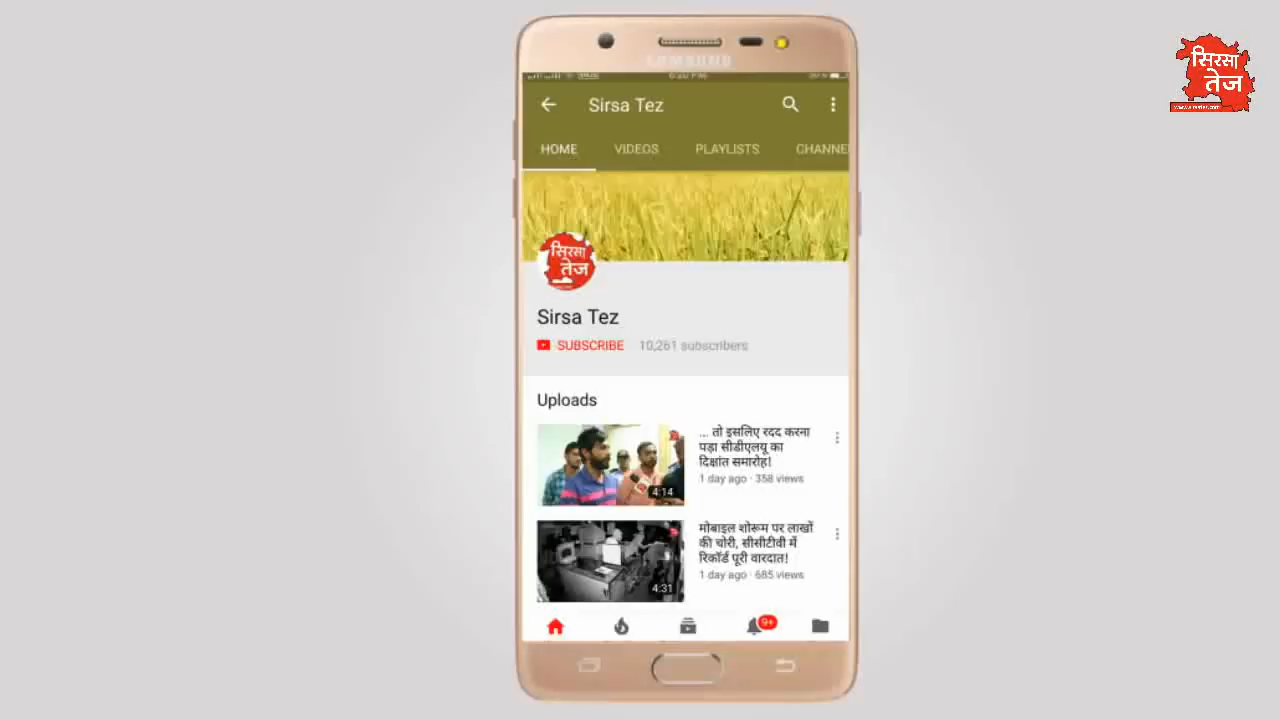 सिरसा
तेज
SAMSUNG
Sirsa Tez
HOME VIDEOS PLAYLISTS CHANNE
सिरसा
तेज
Sirsa Tez
SUBSCRIBE 10,261 subscribers
Uploads
... तो इसलिए रदद करना
पड़ा सीडीएलयू का
दिक्षांत समारोह!
1 day ago · 358 views
4:14
मोबाइल शोरूम पर लाखों
की चोरी, सीसीटीवी में
रिकॉर्ड पूरी वारदात!
1 day ago · 685 views
4:31
9+